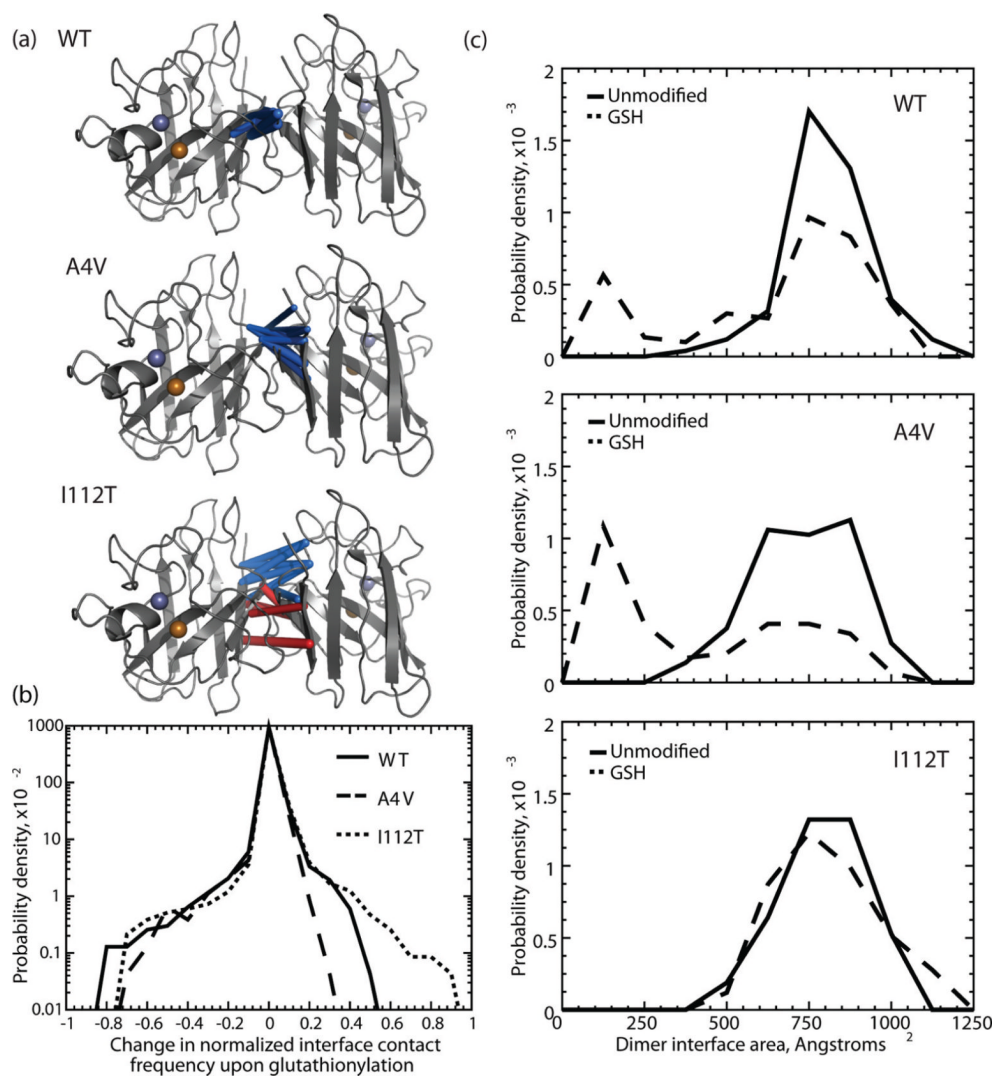 (a)
WT
A4V
I112T
(b)
1000
100
10
1
0.1
0.01
Probability density, x10 -2
WT
A4V
I112T
-1 -0.8 -0.6 -0.4 -0.2 0 0.2 0.4 0.6 0.8 1
Change in normalized interface contact
frequency upon glutathionylation
(c)
2
1.5
1
0.5
0
Probability density, x10 -3
Unmodified
GSH
WT
2
1.5
1
0.5
0
Probability density, x10 -3
Unmodified
GSH
A4V
2
1.5
1
0.5
0
Probability density, x10 -3
Unmodified
GSH
I112T
0 250 500 750 1000 1250
Dimer interface area, Angstroms 2